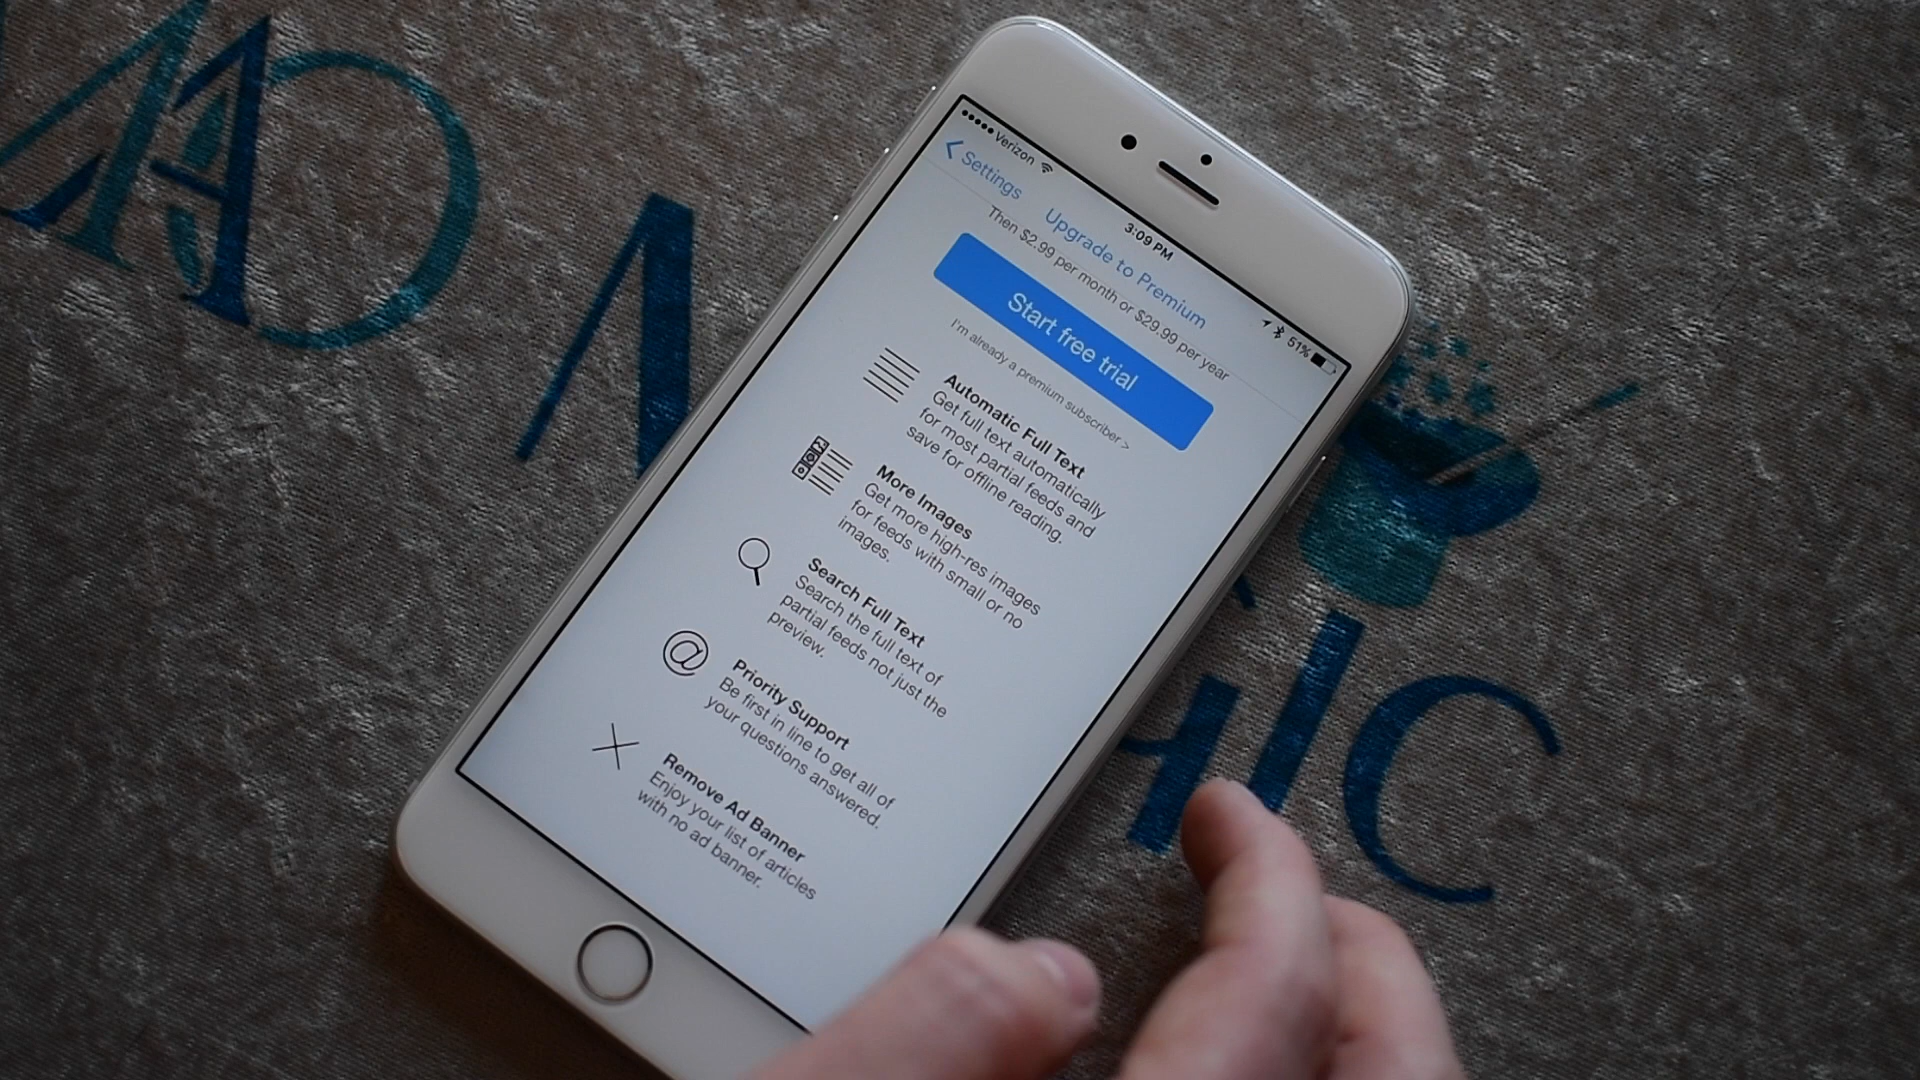 Verizon
3:09 PM
51%
Settings
Upgrade to Premium
Then $2.99 per month or $29.99 per year
Start free trial
I'm already a premium subscriber >
Automatic Full Text
Get full text automatically
for most partial feeds and
save for offline reading.
More Images
Get more high-res images
for feeds with small or no
images.
Search Full Text
Search the full text of
partial feeds not just the
preview.
Priority Support
Be first in line to get all of
your questions answered.
Remove Ad Banner
Enjoy your list of articles
with no ad banner.